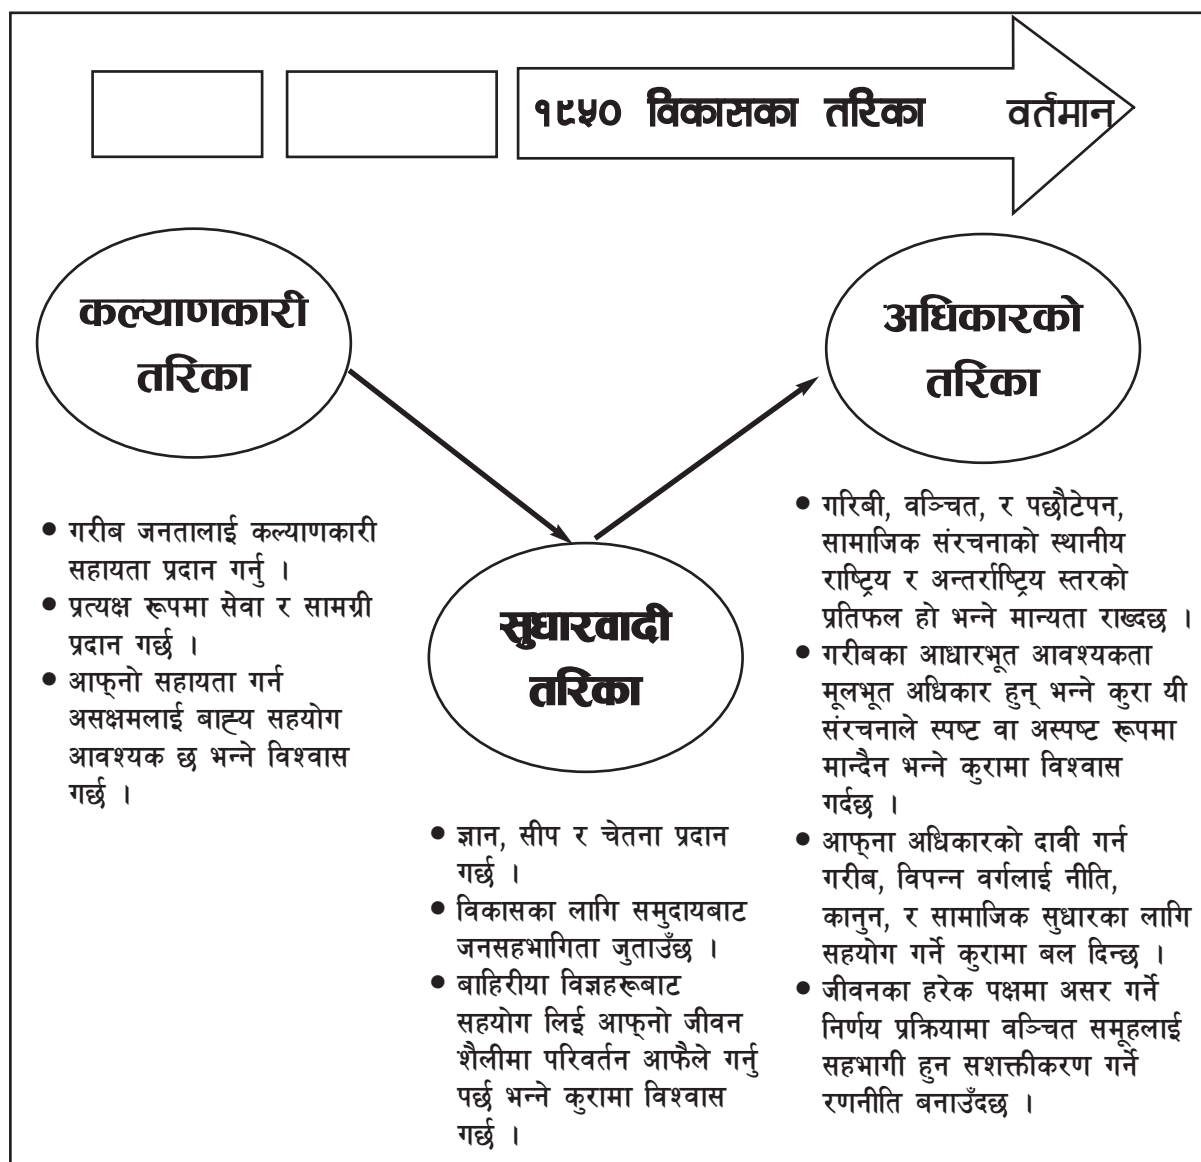 १९५० विकासका तरिका वर्तमान
कल्याणकारी
तरिका
अधिकारको
तरिका
सुधारवादी
तरिका
● गरीब जनतालाई कल्याणकारी
सहायता प्रदान गर्नु ।
● प्रत्यक्ष रूपमा सेवा र सामग्री
प्रदान गर्छ ।
● आफ्‌नो सहायता गर्न
असक्षमलाई बाह्य सहयोग
आवश्यक छ भन्ने विश्वास
गर्छ ।
● ज्ञान, सीप र चेतना प्रदान
गर्छ ।
● विकासका लागि समुदायबाट
जनसहभागिता जुताउँछ ।
● बाहिरीया विज्ञहरूबाट
सहयोग लिई आफ्‌नो जीवन
शैलीमा परिवर्तन आफैले गर्नु
पर्छ भन्ने कुरामा विश्वास
गर्छ ।
● गरिबी, वञ्चित, र पछौटेपन,
सामाजिक संरचनाको स्थानीय
राष्ट्रिय र अन्तर्राष्ट्रिय स्तरको
प्रतिफल हो भन्ने मान्यता राख्दछ ।
● गरीबका आधारभूत आवश्यकता
मूलभूत अधिकार हुन् भन्ने कुरा यी
संरचनाले स्पष्ट वा अस्पष्ट रूपमा
मान्दैन भन्ने कुरामा विश्वास
गर्दछ ।
● आफ्‌ना अधिकारको दावी गर्न
गरीब, विपन्न वर्गलाई नीति,
कानुन, र सामाजिक सुधारका लागि
सहयोग गर्ने कुरामा बल दिन्छ ।
● जीवनका हरेक पक्षमा असर गर्ने
निर्णय प्रक्रियामा वञ्चित समूहलाई
सहभागी हुन सशक्तीकरण गर्ने
रणनीति बनाउँदछ ।